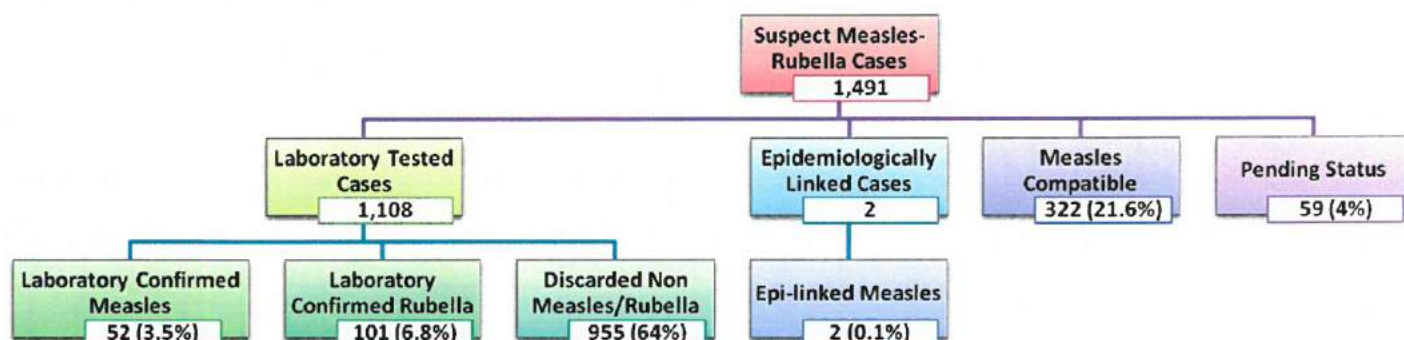 Suspect Measles-
Rubella Cases
1,491
Laboratory Tested
Cases
1,108
Epidemiologically
Linked Cases
2
Measles
Compatible
322 (21.6%)
Pending Status
59 (4%)
Laboratory Confirmed
Measles
52 (3.5%)
Laboratory
Confirmed Rubella
101 (6.8%)
Discarded Non
Measles/Rubella
955 (64%)
Epi-linked Measles
2 (0.1%)